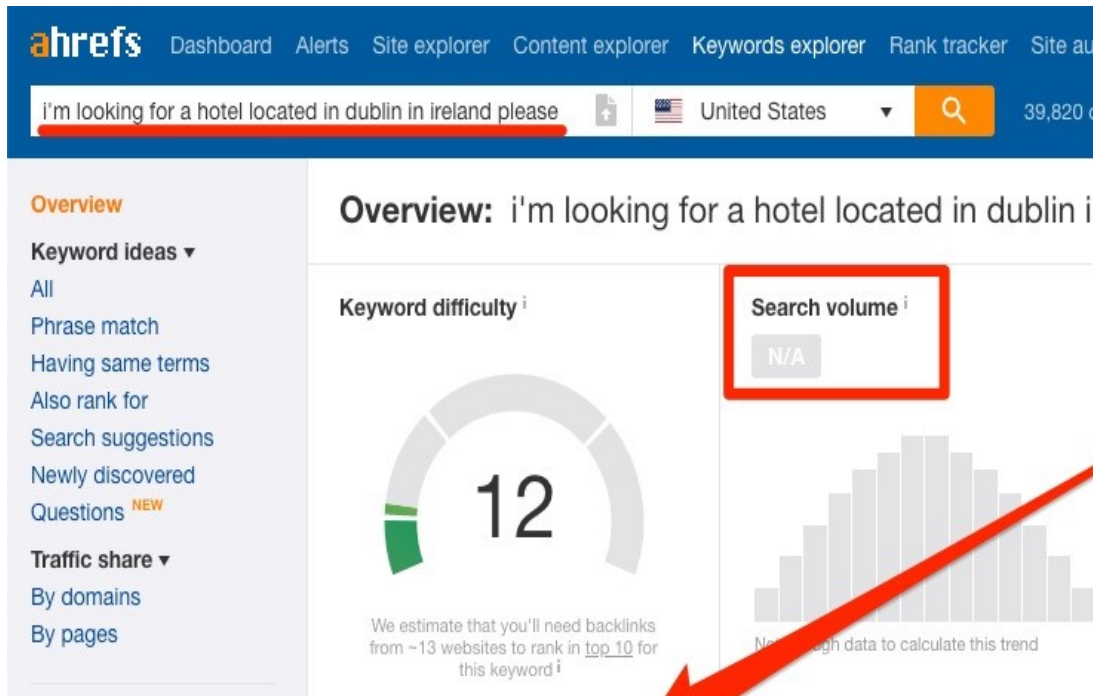 ahrefs Dashboard Alerts Site explorer Content explorer Keywords explorer Rank tracker Site au
i'm looking for a hotel located in dublin in ireland please United States 39,820
Overview
Overview: i'm looking for a hotel located in dublin i
Keyword ideas
All
Phrase match
Having same terms
Also rank for
Search suggestions
Newly discovered
Questions NEW
Traffic share
By domains
By pages
Keyword difficulty i
12
We estimate that you'll need backlinks
from ~13 websites to rank in top 10 for
this keyword i
Search volume i
N/A
data to calculate this trend